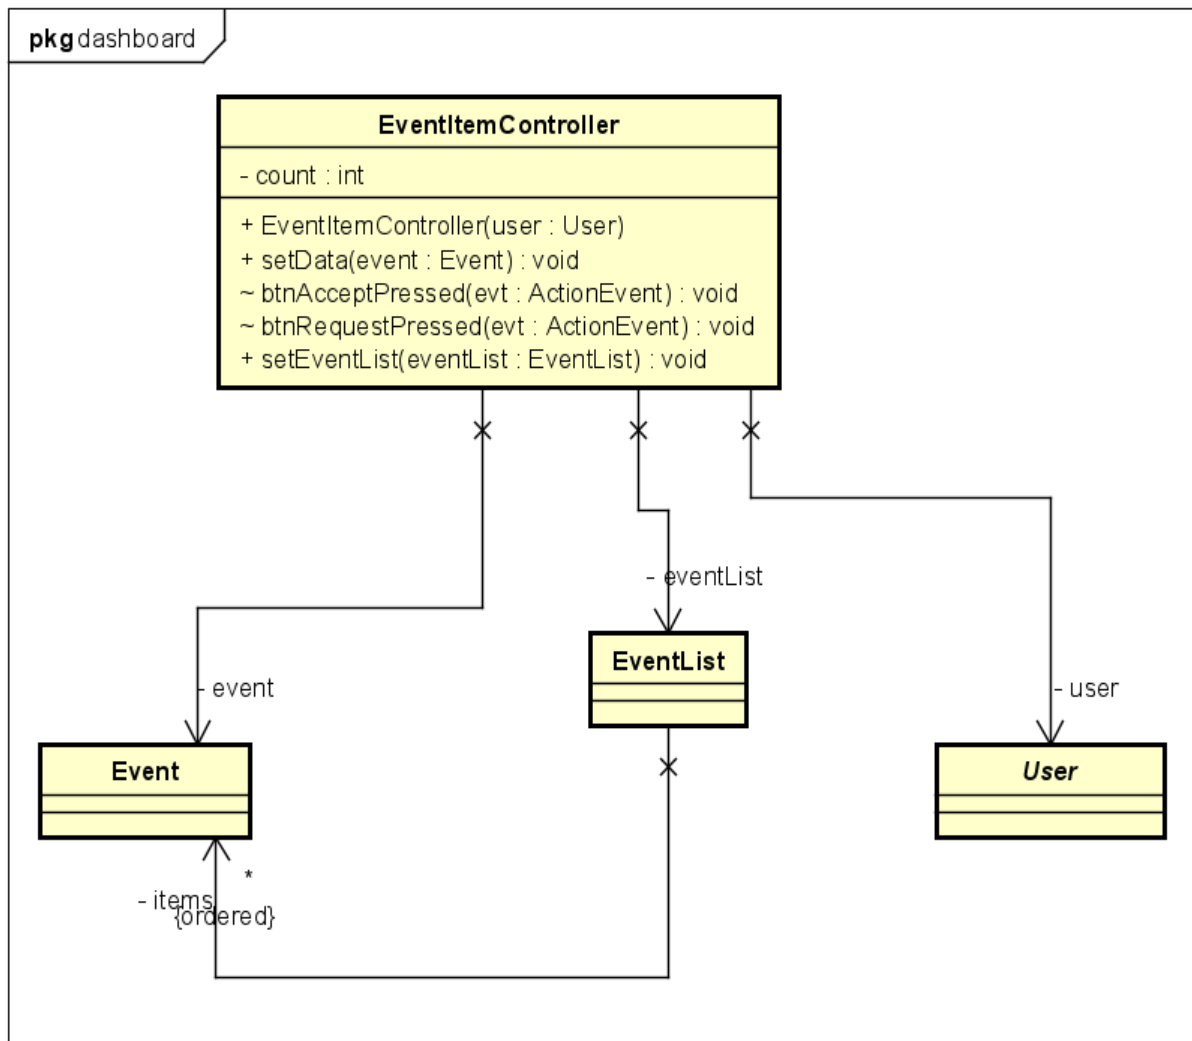 pkg dashboard
EventItemController
- count : int
+ EventItemController(user : User)
+ setData(event : Event) : void
~ btnAcceptPressed(evt : ActionEvent) : void
~ btnRequestPressed(evt : ActionEvent) : void
+ setEventList(eventList : EventList) : void
- eventList
EventList
- event
- user
Event
User
*
- items
{ordered}